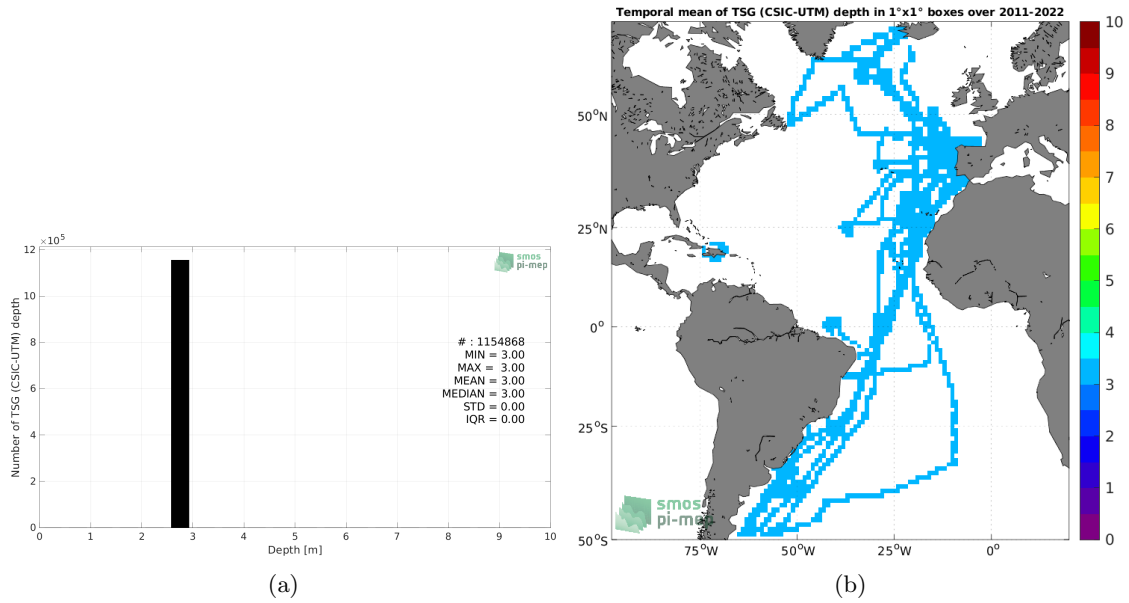 ×10^5
12
10
8
6
4
2
0
Number of TSG (CSIC-UTM) depth
0 1 2 3 4 5 6 7 8 9 10
Depth [m]
smos
pi-mep
# : 1154868
MIN = 3.00
MAX = 3.00
MEAN = 3.00
MEDIAN = 3.00
STD = 0.00
IQR = 0.00
(a)
Temporal mean of TSG (CSIC-UTM) depth in 1°x1° boxes over 2011-2022
50°N
25°N
0°
25°S
50°S
75°W 50°W 25°W 0°
smos
pi-mep
10
9
8
7
6
5
4
3
2
1
0
(b)